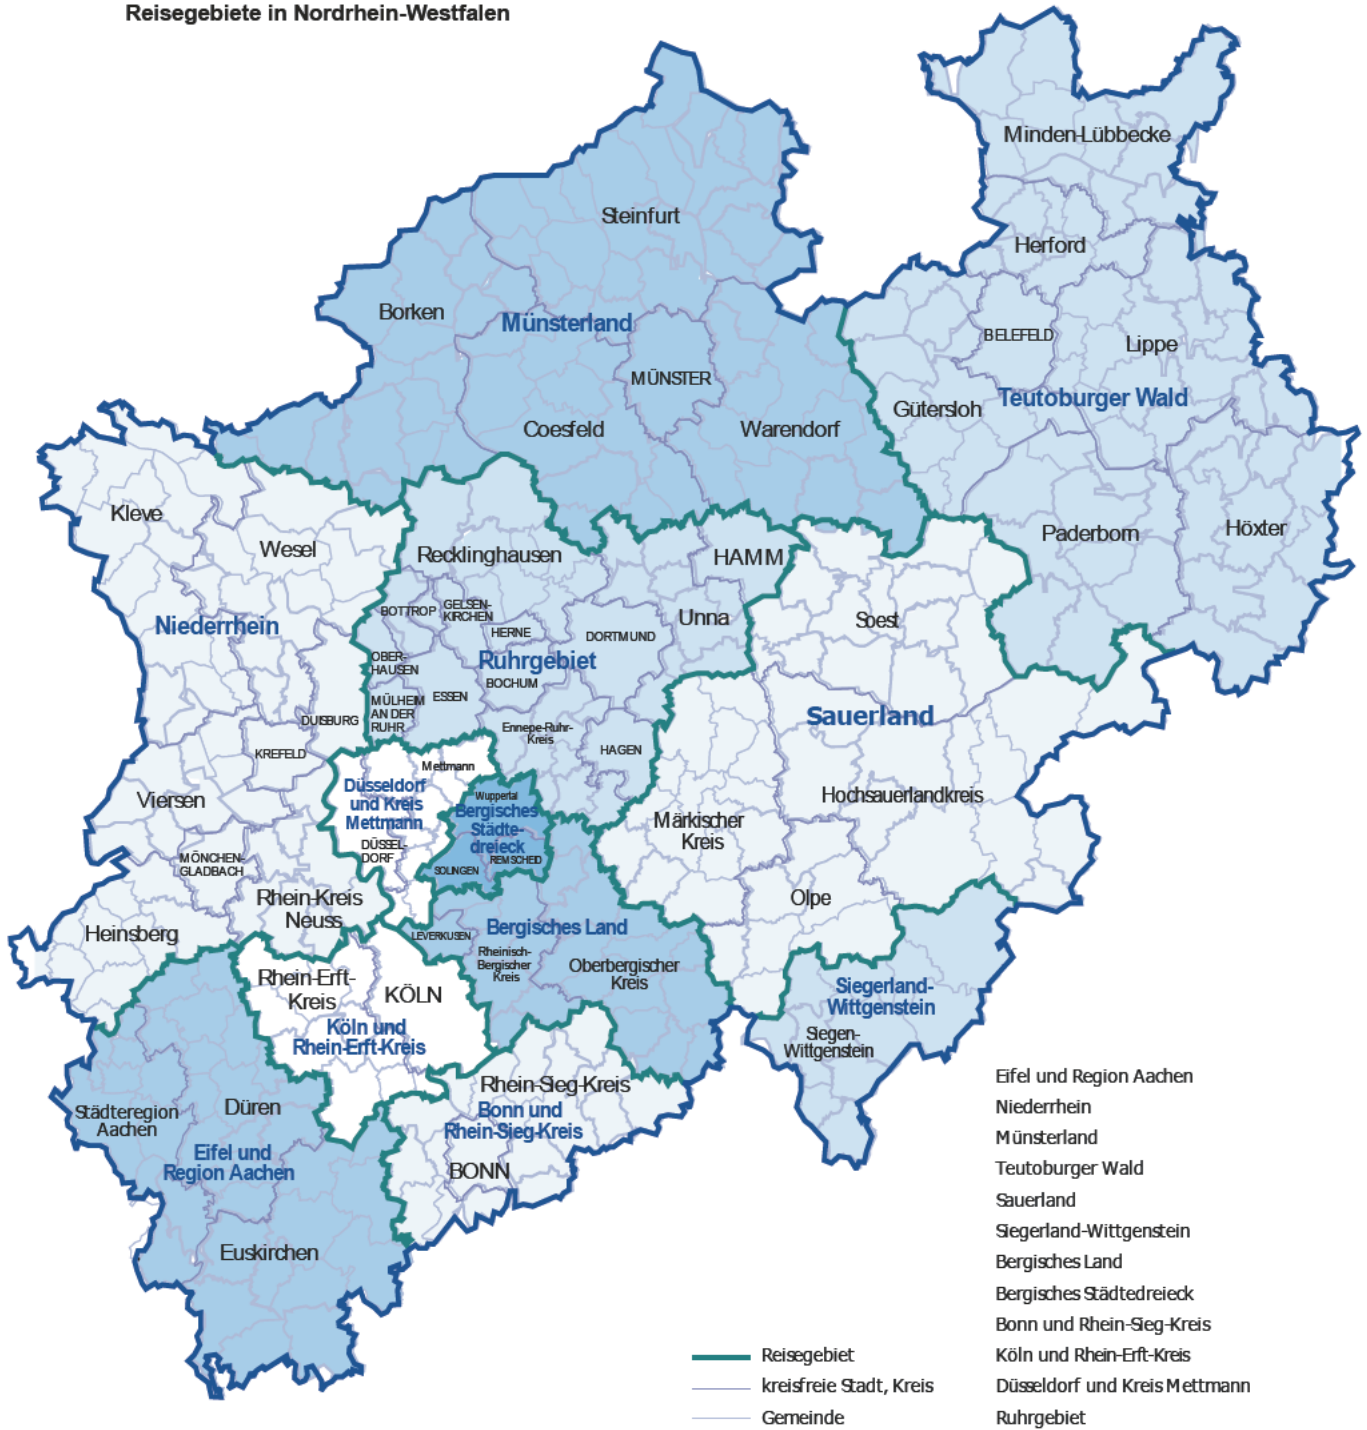 Reisegebiete in Nordrhein-Westfalen
Minden-Lübbecke
Steinfurt
Herford
Borken
Münsterland
BELEFELD
Lippe
MÜNSTER
Teutoburger Wald
Gütersloh
Coesfeld
Warendorf
Kleve
Wesel
Recklinghausen
HAMM
Paderborn
Höxter
Niederrhein
BOTTROP
GELSEN-
KIRCHEN
HERNE
DORTMUND
Unna
Soest
OBER-
HAUSEN
Ruhrgebiet
BOCHUM
ESSEN
MÜLHEIM
AN DER
RUHR
DUISBURG
Ennepe-Ruhr-
Kreis
HAGEN
Sauerland
KREFELD
Mettmann
Düsseldorf
und Kreis
Mettmann
Viersen
Wuppertal
Bergisches
Städte-
dreieck
Hochsauerlandkreis
Märkischer
Kreis
DÜSSEL-
DORF
REMSCHEID
SOLINGEN
MÖNCHEN-
GLADBACH
Rhein-Kreis
Neuss
Olpe
Heinsberg
LEVERKUSEN
Bergisches Land
Rheinisch-
Bergischer
Kreis
Oberbergischer
Kreis
Rhein-Erft-
Kreis
KÖLN
Köln und
Rhein-Erft-Kreis
Siegerland-
Wittgenstein
Siegen-
Wittgenstein
Städteregion
Aachen
Düren
Rhein-Sieg-Kreis
Bonn und
Rhein-Sieg-Kreis
BONN
Eifel und
Region Aachen
Euskirchen
Reisegebiet
kreisfreie Stadt, Kreis
Gemeinde
Eifel und Region Aachen
Niederrhein
Münsterland
Teutoburger Wald
Sauerland
Siegerland-Wittgenstein
Bergisches Land
Bergisches Städtedreieck
Bonn und Rhein-Sieg-Kreis
Köln und Rhein-Erft-Kreis
Düsseldorf und Kreis Mettmann
Ruhrgebiet